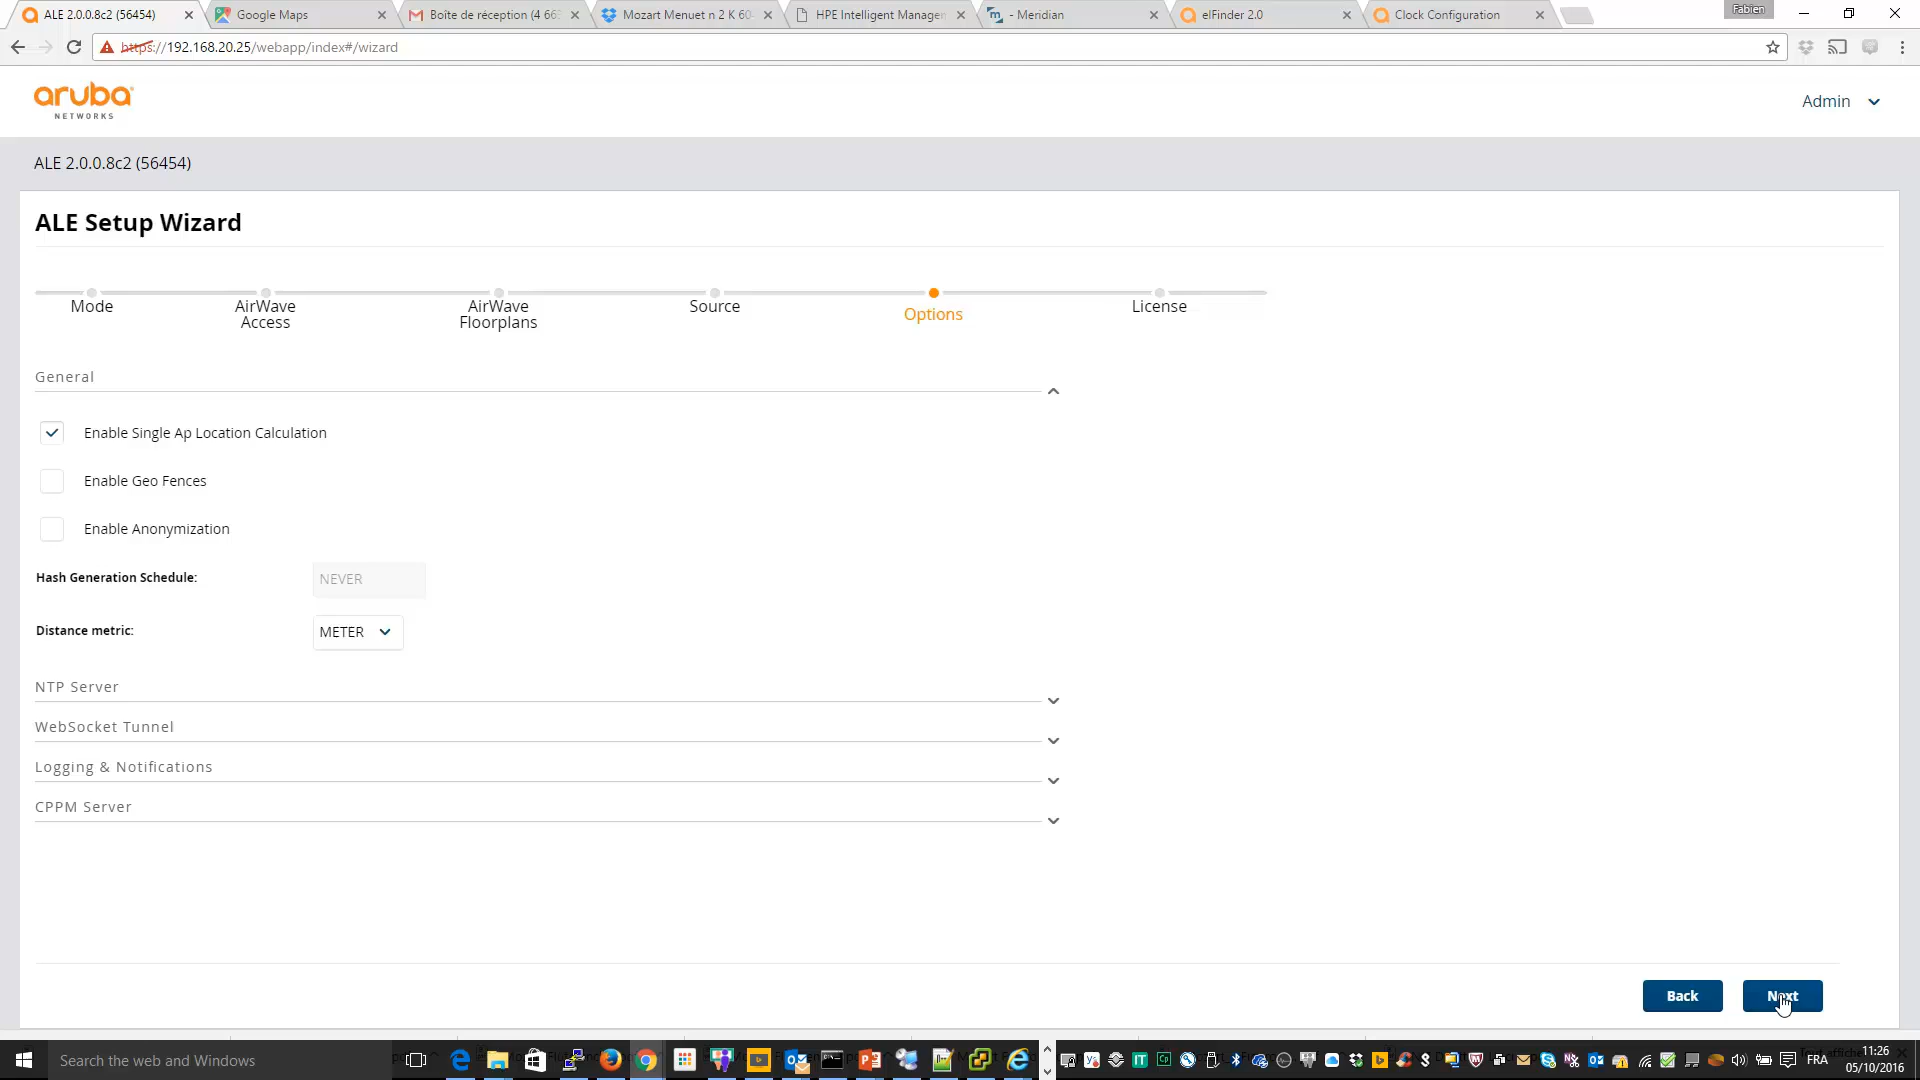 ALE 2.0.0.8c2 (56454)
Google Maps
Boîte de réception (4 66
Mozart Menuet n 2 K 60
HPE Intelligent Manage
- Meridian
elFinder 2.0
Clock Configuration
Fabien
https://192.168.20.25/webapp/index#/wizard
aruba
NETWORKS
Admin
ALE 2.0.0.8c2 (56454)
ALE Setup Wizard
Mode
AirWave
Access
AirWave
Floorplans
Source
Options
License
General
Enable Single Ap Location Calculation
Enable Geo Fences
Enable Anonymization
Hash Generation Schedule:
NEVER
Distance metric:
METER
NTP Server
WebSocket Tunnel
Logging & Notifications
CPPM Server
Back
Next
Search the web and Windows
FRA
11:26
05/10/2016